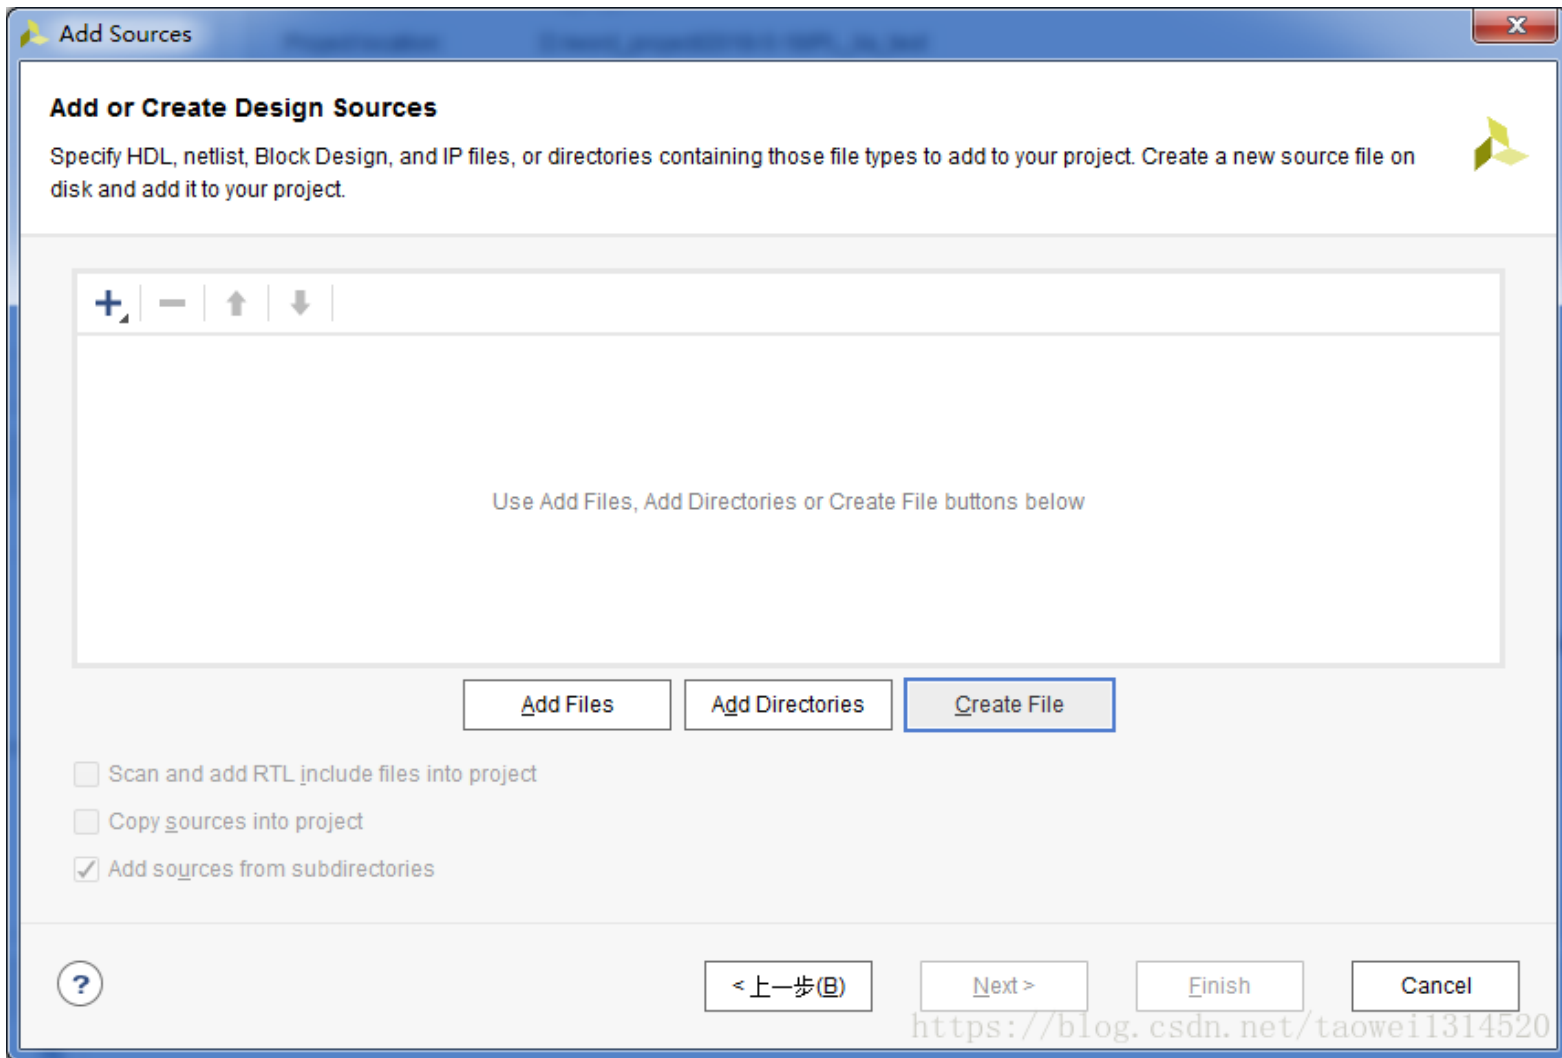 Add Sources
Add or Create Design Sources
Specify HDL, netlist, Block Design, and IP files, or directories containing those file types to add to your project. Create a new source file on
disk and add it to your project.
Use Add Files, Add Directories or Create File buttons below
Add Files
Add Directories
Create File
Scan and add RTL include files into project
Copy sources into project
Add sources from subdirectories
?
<上一步(B)
Next >
Finish
Cancel
https://blog.csdn.net/taowei1314520